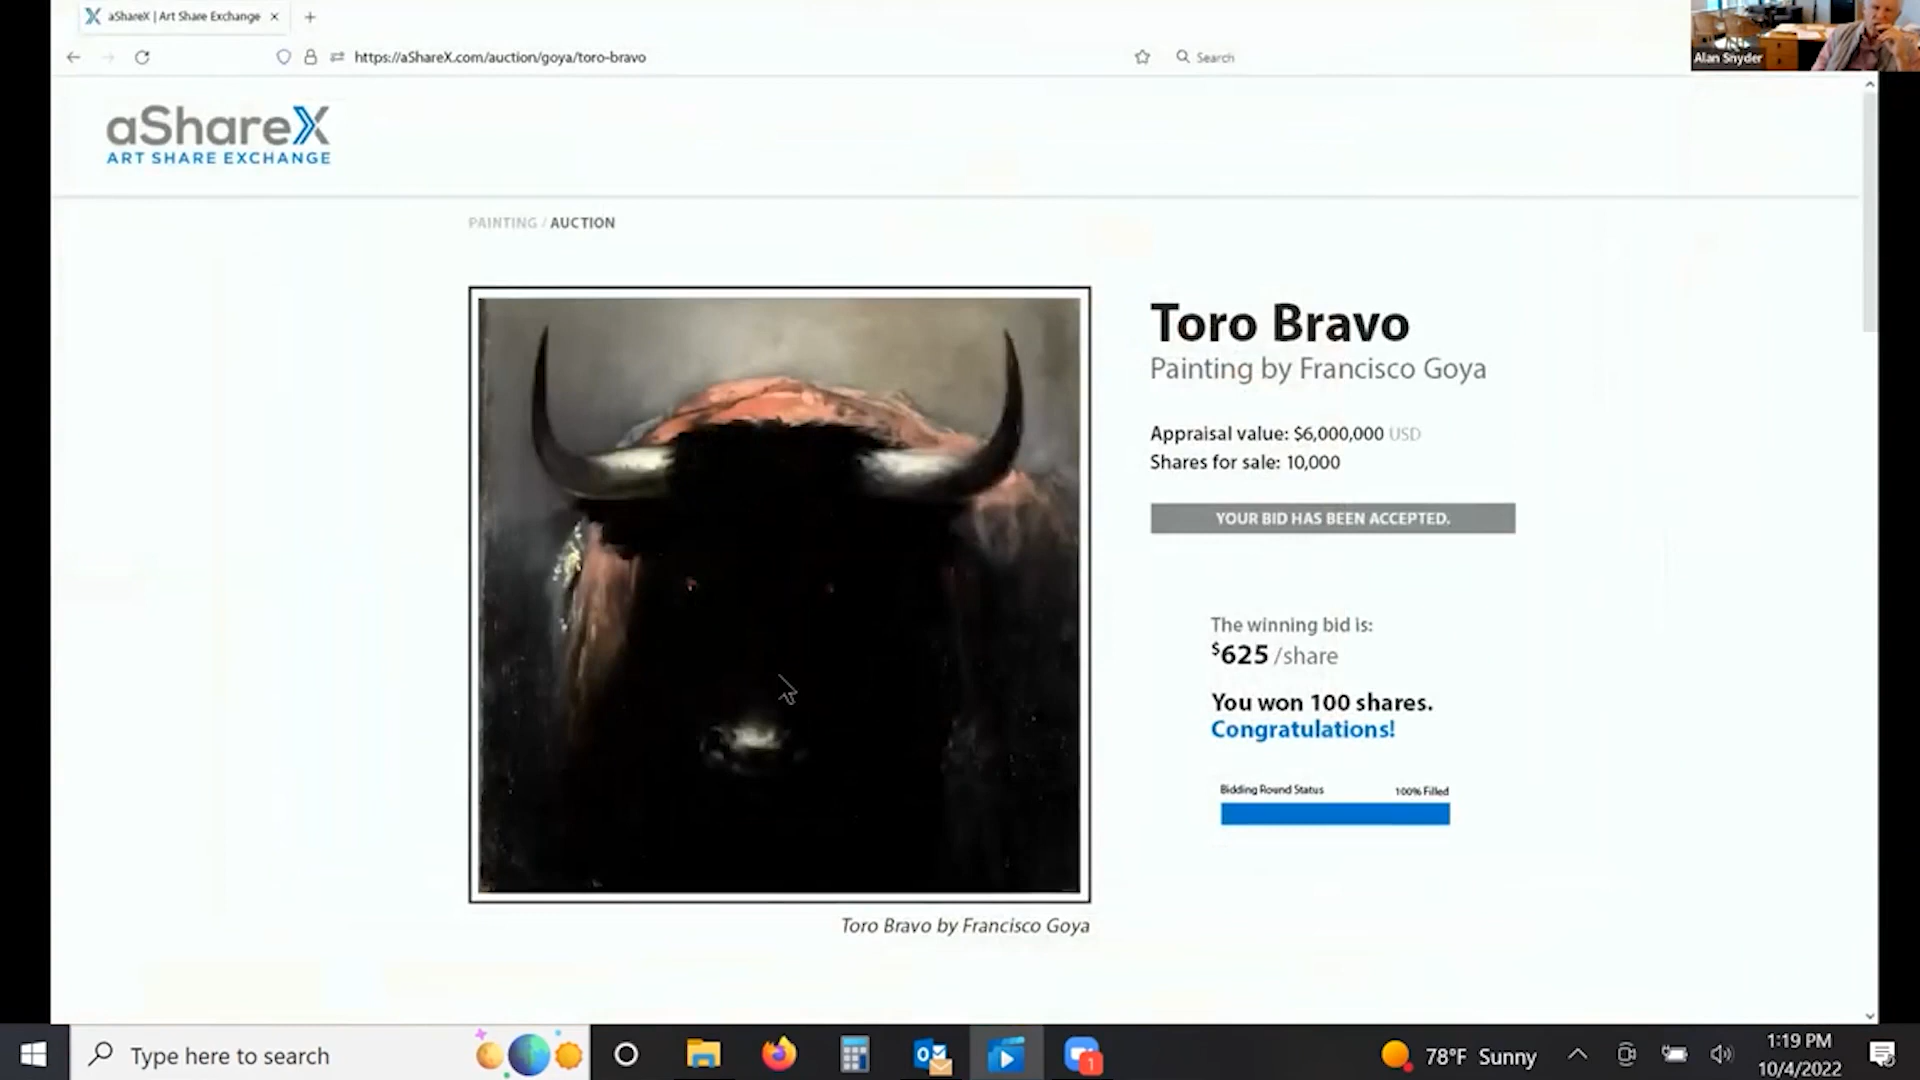 aShareX | Art Share Exchange
https://aShareX.com/auction/goya/toro-bravo
Search
Alan Snyder
aShareX
ART SHARE EXCHANGE
PAINTING / AUCTION
Toro Bravo
Painting by Francisco Goya
Appraisal value: $6,000,000 USD
Shares for sale: 10,000
YOUR BID HAS BEEN ACCEPTED.
The winning bid is:
$625 /share
You won 100 shares.
Congratulations!
Bidding Round Status 100% Filled
Toro Bravo by Francisco Goya
Type here to search
1
78°F Sunny
1:19 PM
10/4/2022